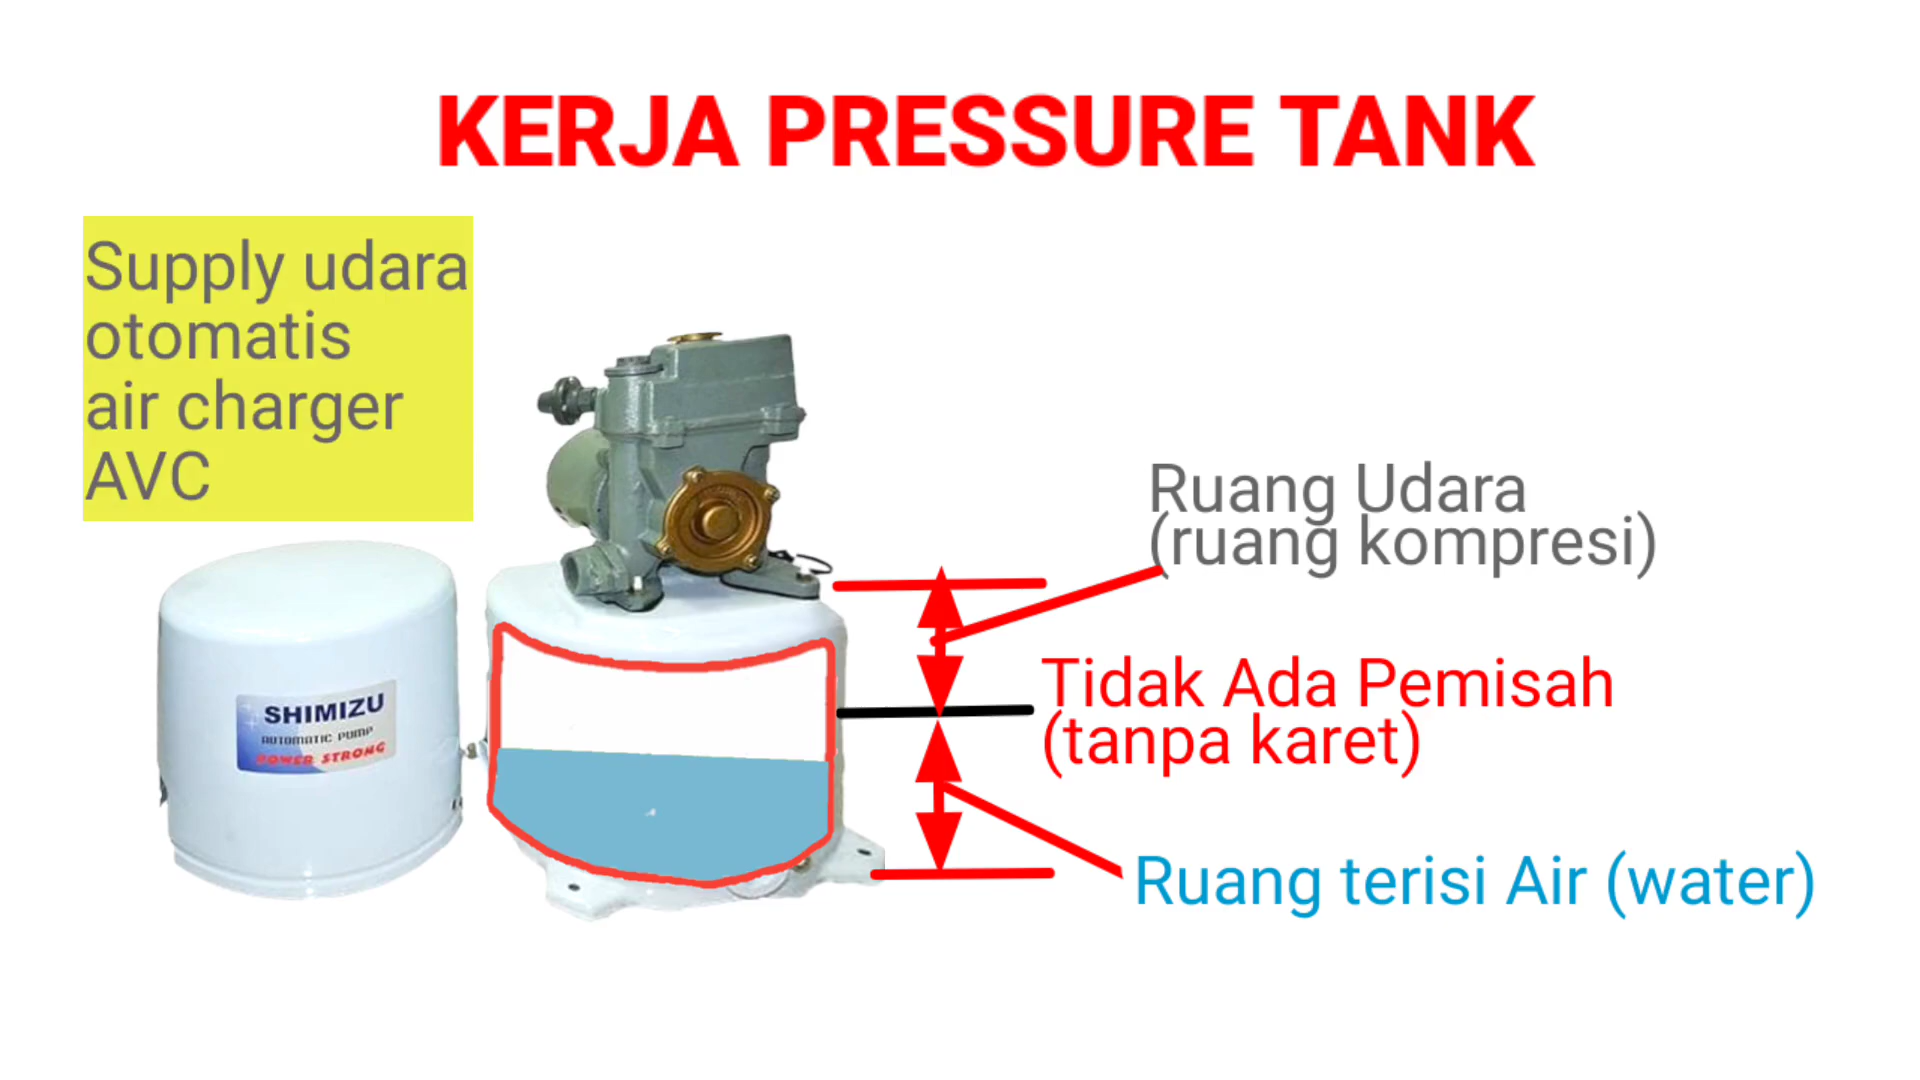 KERJA PRESSURE TANK
Supply udara
otomatis
air charger
AVC
Ruang Udara
(ruang kompresi)
Tidak Ada Pemisah
(tanpa karet)
SHIMIZU
AUTOMATIC PUMP
POWER STRONG
Ruang terisi Air (water)